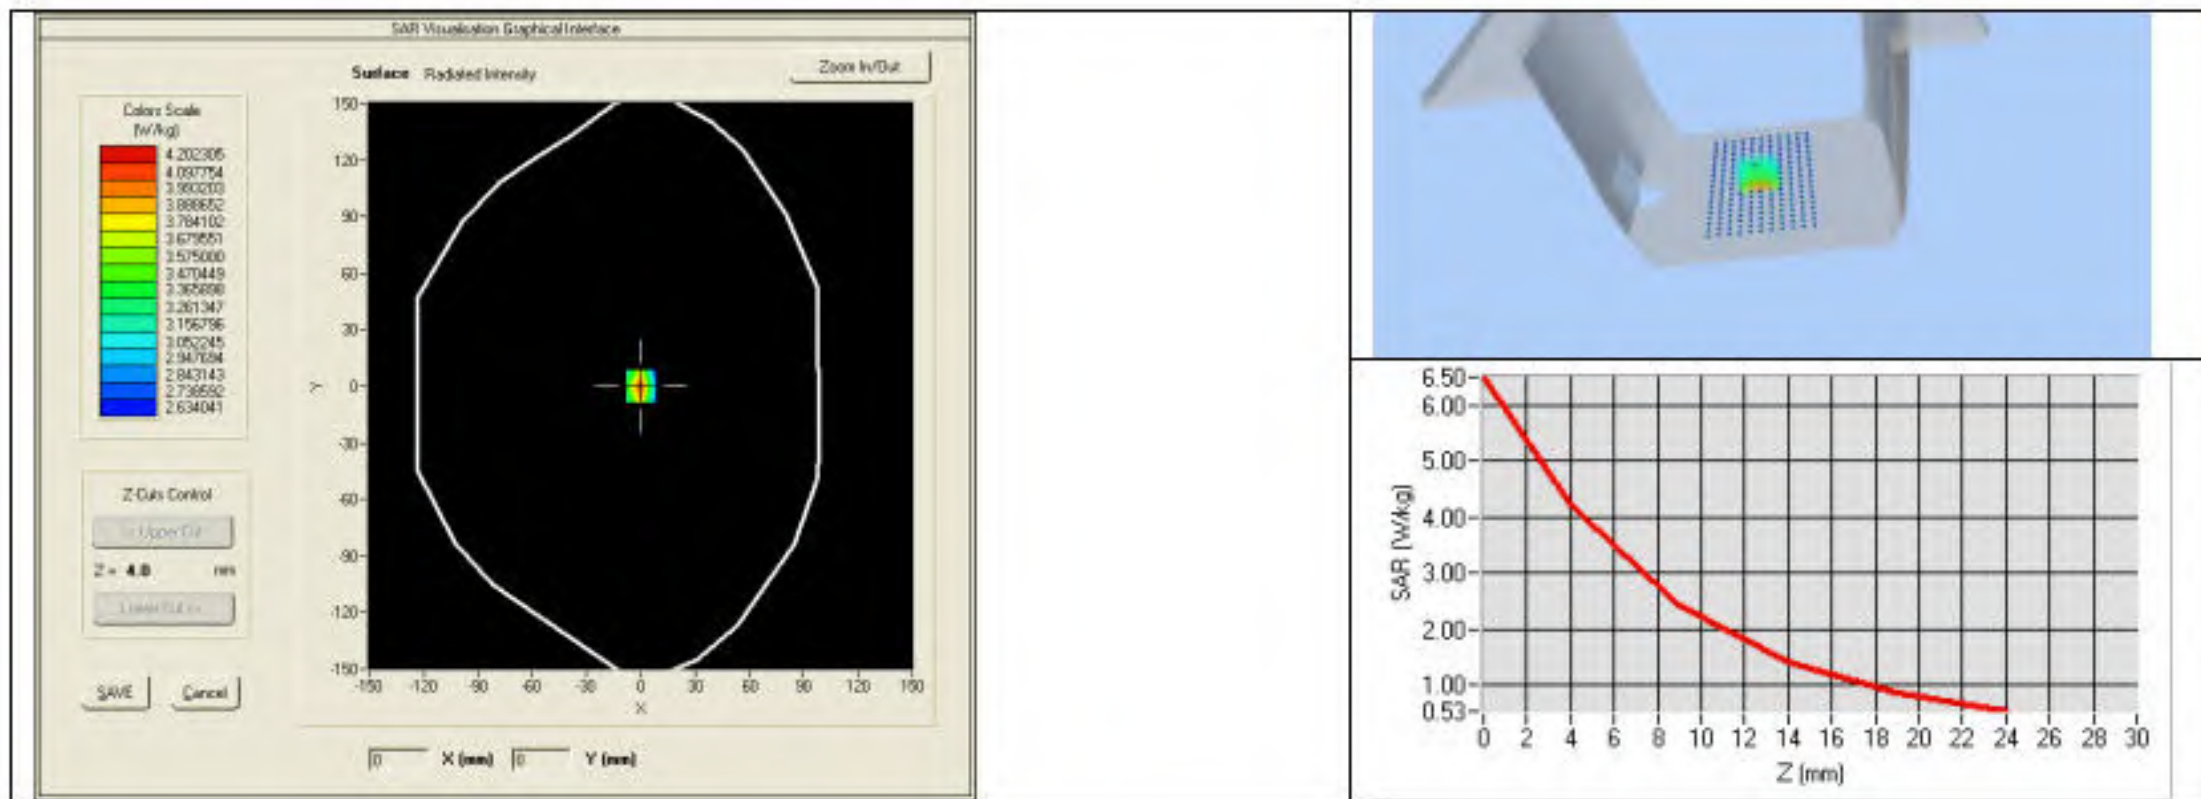 SAR Visualisation Graphical Interface
Surface Radiated Intensity
Zoom In/Out
Colors Scale
(W/kg)
4.202305
4.097754
3.993203
3.888652
3.784102
3.679551
3.575000
3.470449
3.365898
3.261347
3.156796
3.052245
2.947694
2.843143
2.738592
2.634041
Z-Cuts Control
Upper Cut
Z = 4.0 mm
Lower Cut
SAVE
Cancel
150
120
90
60
30
0
-30
-60
-90
-120
-150
Y
-150 -120 -90 -60 -30 0 30 60 90 120 150
X
0 X (mm) 0 Y (mm)
6.50
6.00
5.00
4.00
3.00
2.00
1.00
0.53
SAR (W/kg)
0 2 4 6 8 10 12 14 16 18 20 22 24 26 28 30
Z (mm)